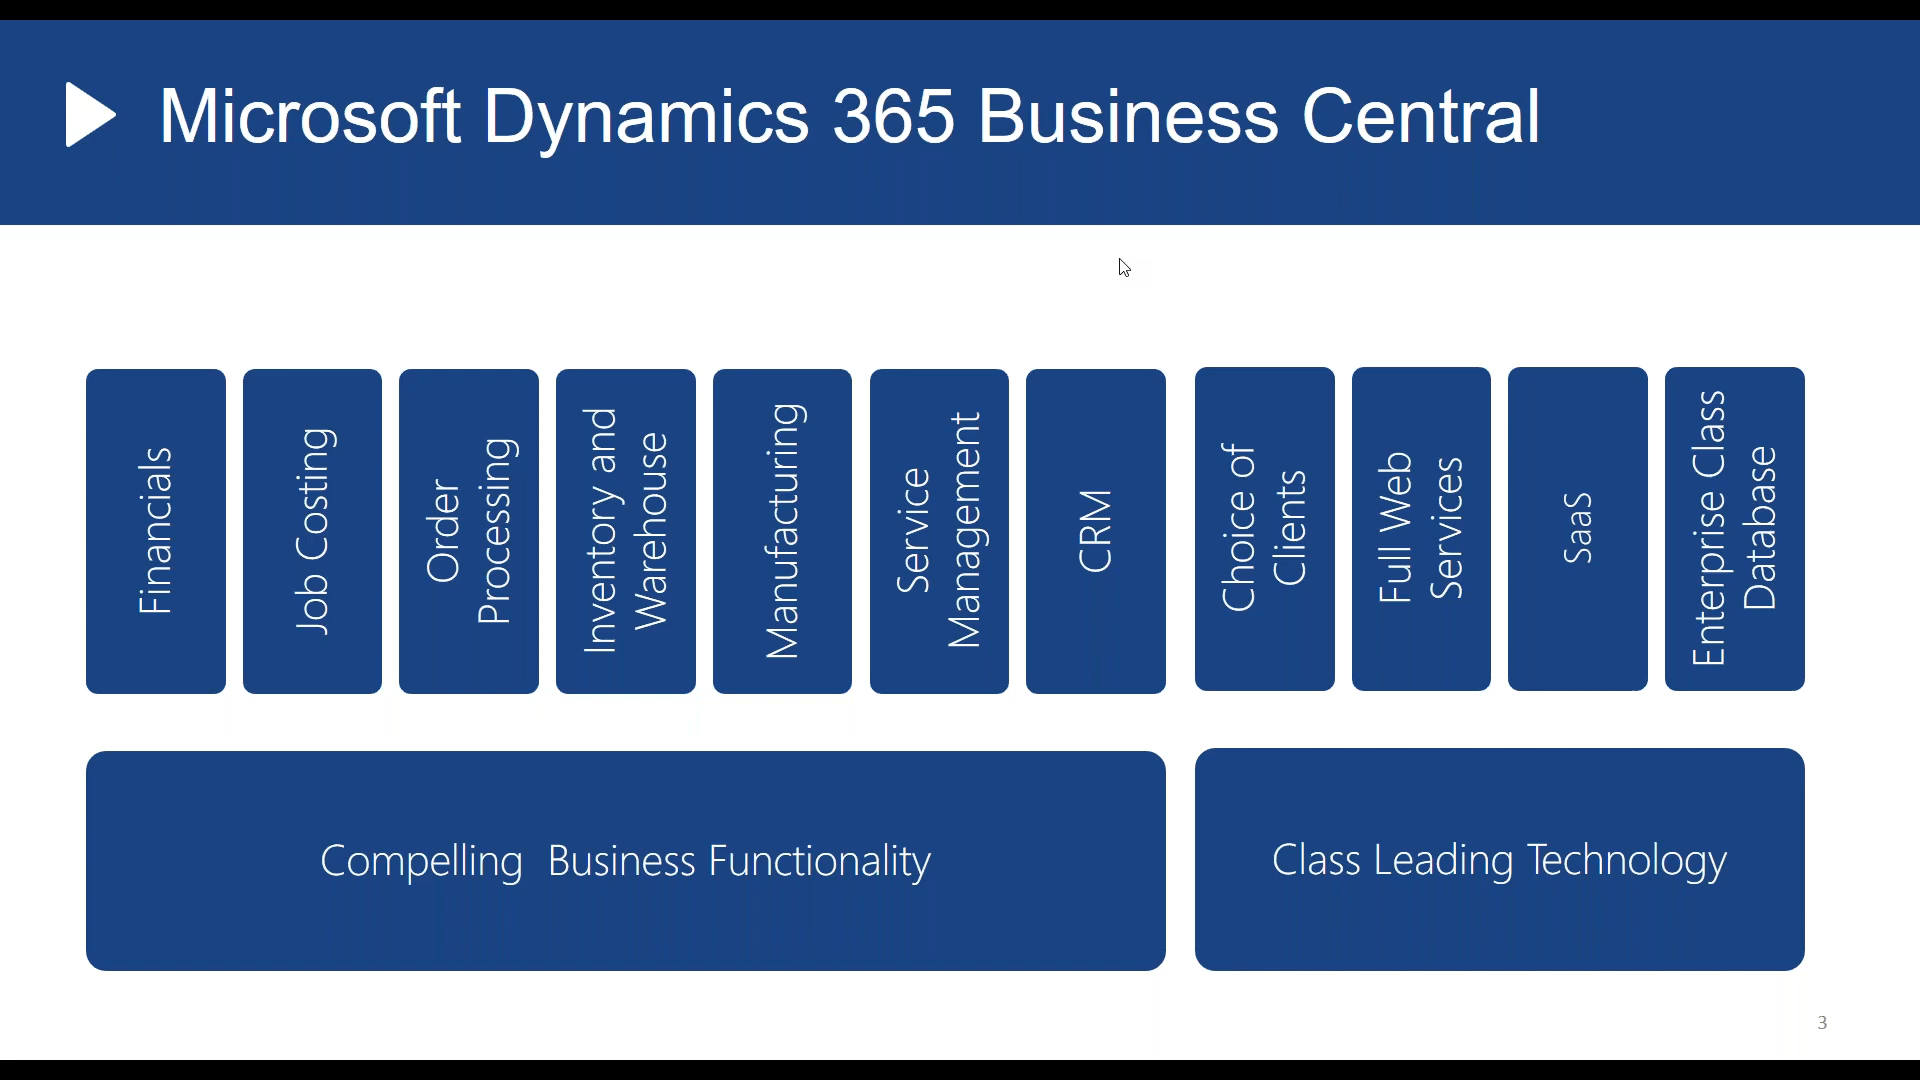 Microsoft Dynamics 365 Business Central
Financials
Job Costing
Order
Processing
Inventory and
Warehouse
Manufacturing
Service
Management
CRM
Choice of
Clients
Full Web
Services
SaaS
Enterprise Class
Database
Compelling  Business Functionality
Class Leading Technology
3